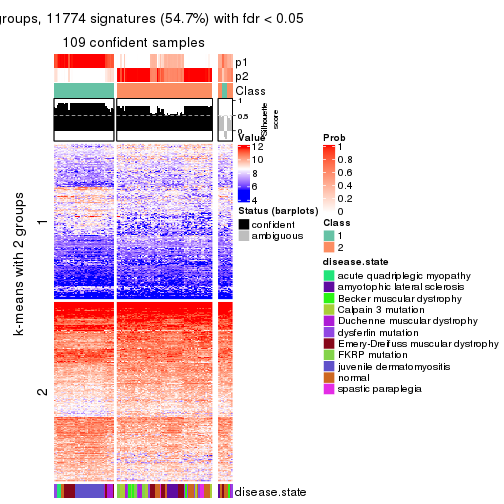 groups, 11774 signatures (54.7%) with fdr < 0.05
109 confident samples
p1
p2
Class
1
0.5
0
Silhouette
score
k-means with 2 groups
1
2
Value
12
10
8
6
4
Status (barplots)
confident
ambiguous
Prob
1
0.8
0.6
0.4
0.2
0
Class
1
2
disease.state
acute quadriplegic myopathy
amyotophic lateral sclerosis
Becker muscular dystrophy
Calpain 3 mutation
Duchenne muscular dystrophy
dysferlin mutation
Emery-Dreifuss muscular dystrophy
FKRP mutation
juvenile dermatomyositis
normal
spastic paraplegia
disease.state